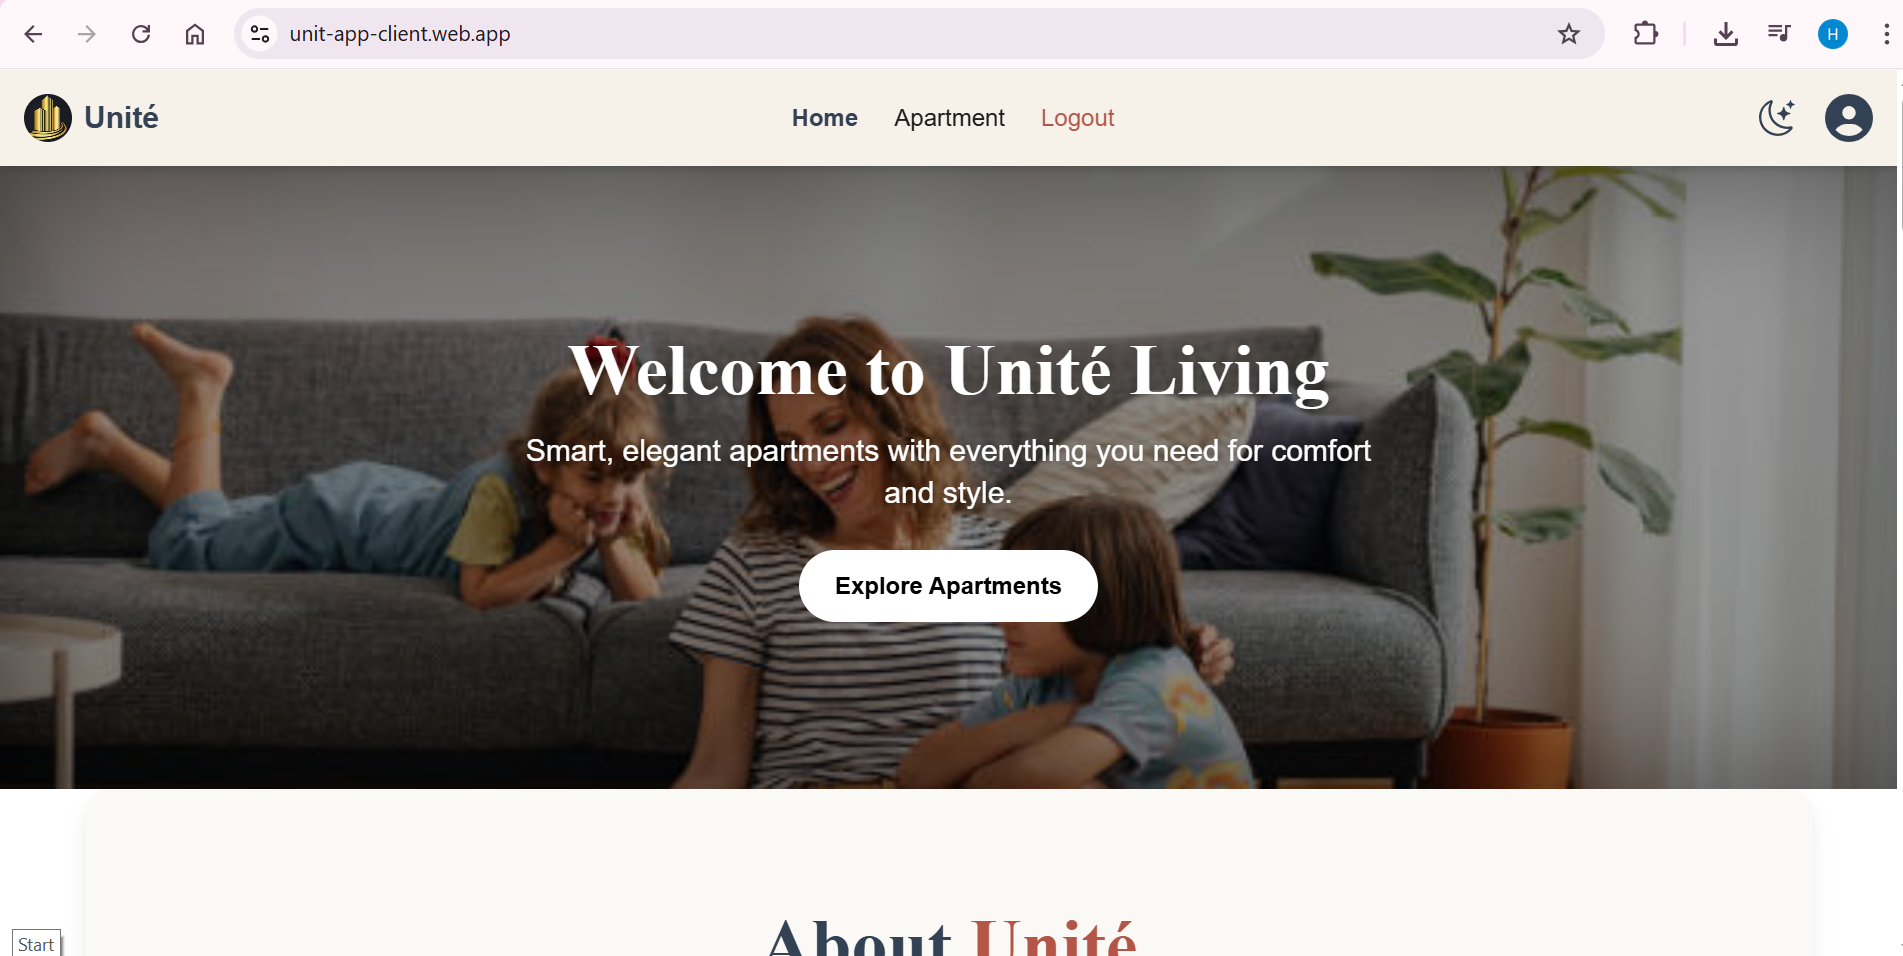 unit-app-client.web.app
H
Unité
Home
Apartment
Logout
Welcome to Unité Living
Smart, elegant apartments with everything you need for comfort
and style.
Explore Apartments
About Unité
Start